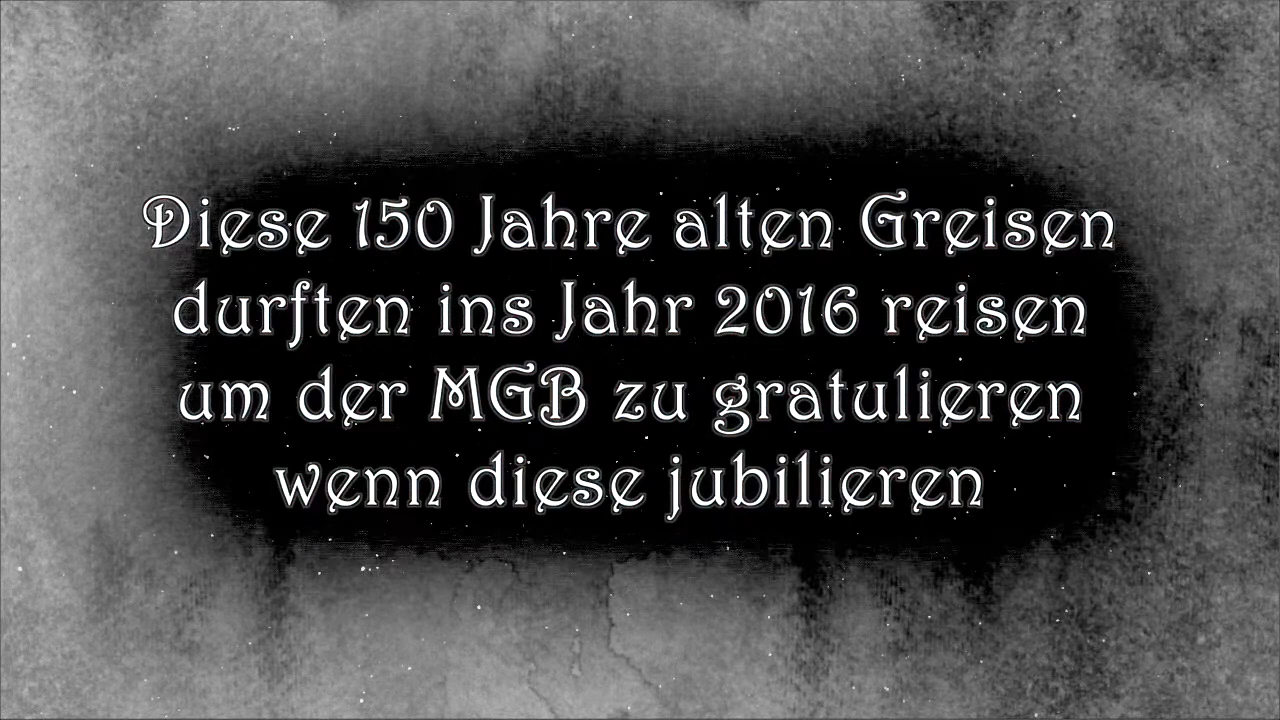 Diese 150 Jahre alten Greisen
durften ins Jahr 2016 reisen
um der MGB zu gratulieren
wenn diese jubilieren